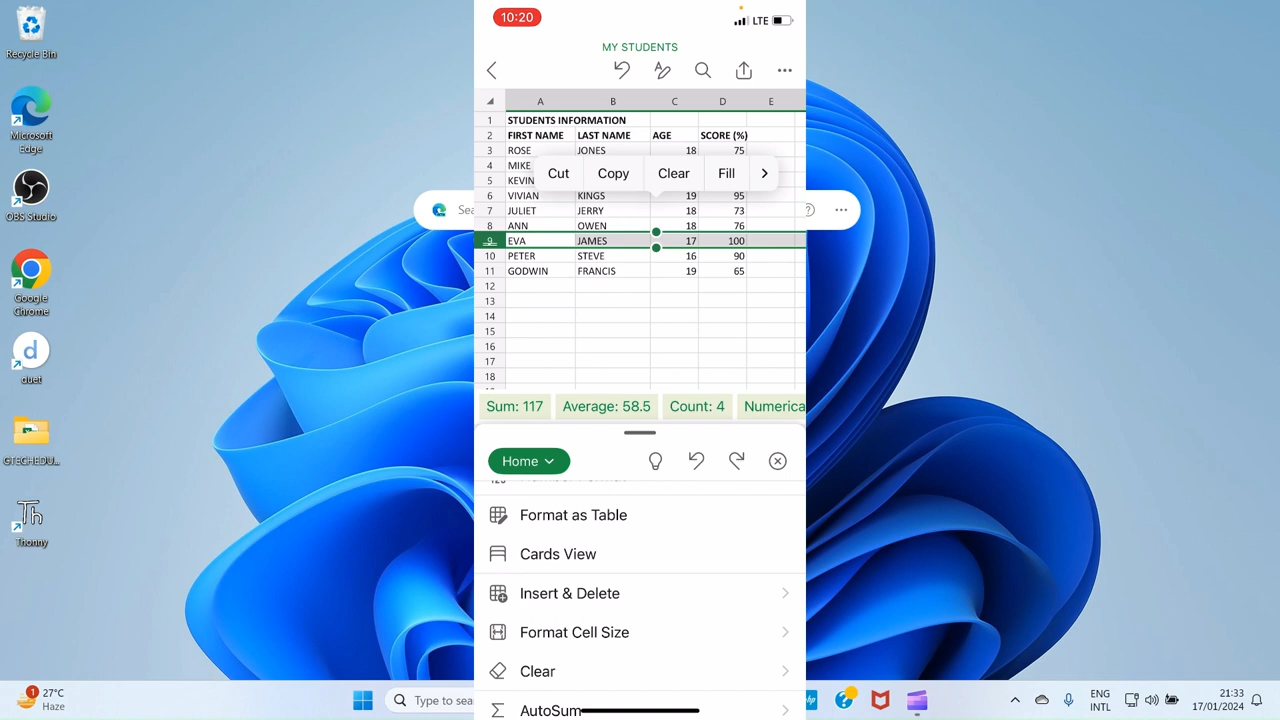 Recycle Bin
Microsoft
Edge
OBS Studio
Google
Chrome
d
duet
GTECHEDU...
Th
Thonny
10:20
LTE
MY STUDENTS
A B C D E
1 STUDENTS INFORMATION
2 FIRST NAME LAST NAME AGE SCORE (%)
3 ROSE JONES 18 75
4 MIKE
5 KEVIN
Cut Copy Clear Fill
6 VIVIAN KINGS 19 95
7 JULIET JERRY 18 73
8 ANN OWEN 18 76
9 EVA JAMES 17 100
10 PETER STEVE 16 90
11 GODWIN FRANCIS 19 65
12
13
14
15
16
17
18
Sum: 117 Average: 58.5 Count: 4 Numerica
Home
Format as Table
Cards View
Insert & Delete
Format Cell Size
Clear
AutoSum
Sea
1
27°C
Haze
Type to sea
hp
ENG
INTL
21:33
17/01/2024